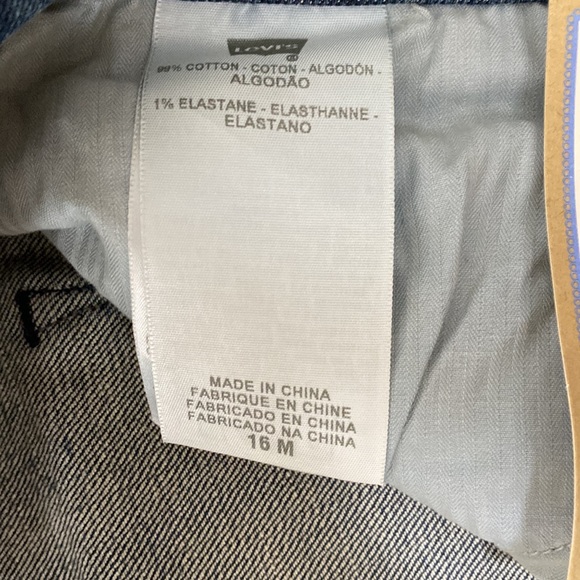 Levi's
99% COTTON - COTON - ALGODÓN -
ALGODÃO
1% ELASTANE - ELASTHANNE -
ELASTANO
MADE IN CHINA
FABRIQUE EN CHINE
FABRICADO EN CHINA
FABRICADO NA CHINA
16 M